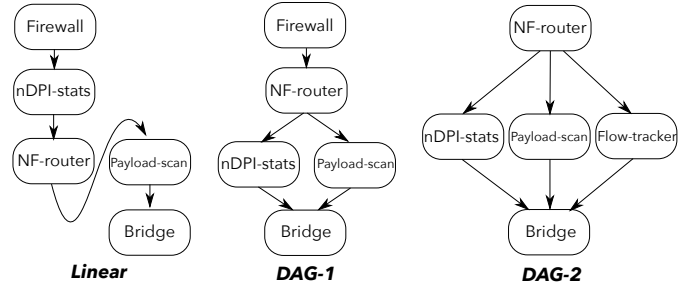 Firewall
nDPI-stats
NF-router
Payload-scan
Bridge
Linear
Firewall
NF-router
nDPI-stats
Payload-scan
Bridge
DAG-1
NF-router
nDPI-stats
Payload-scan
Flow-tracker
Bridge
DAG-2